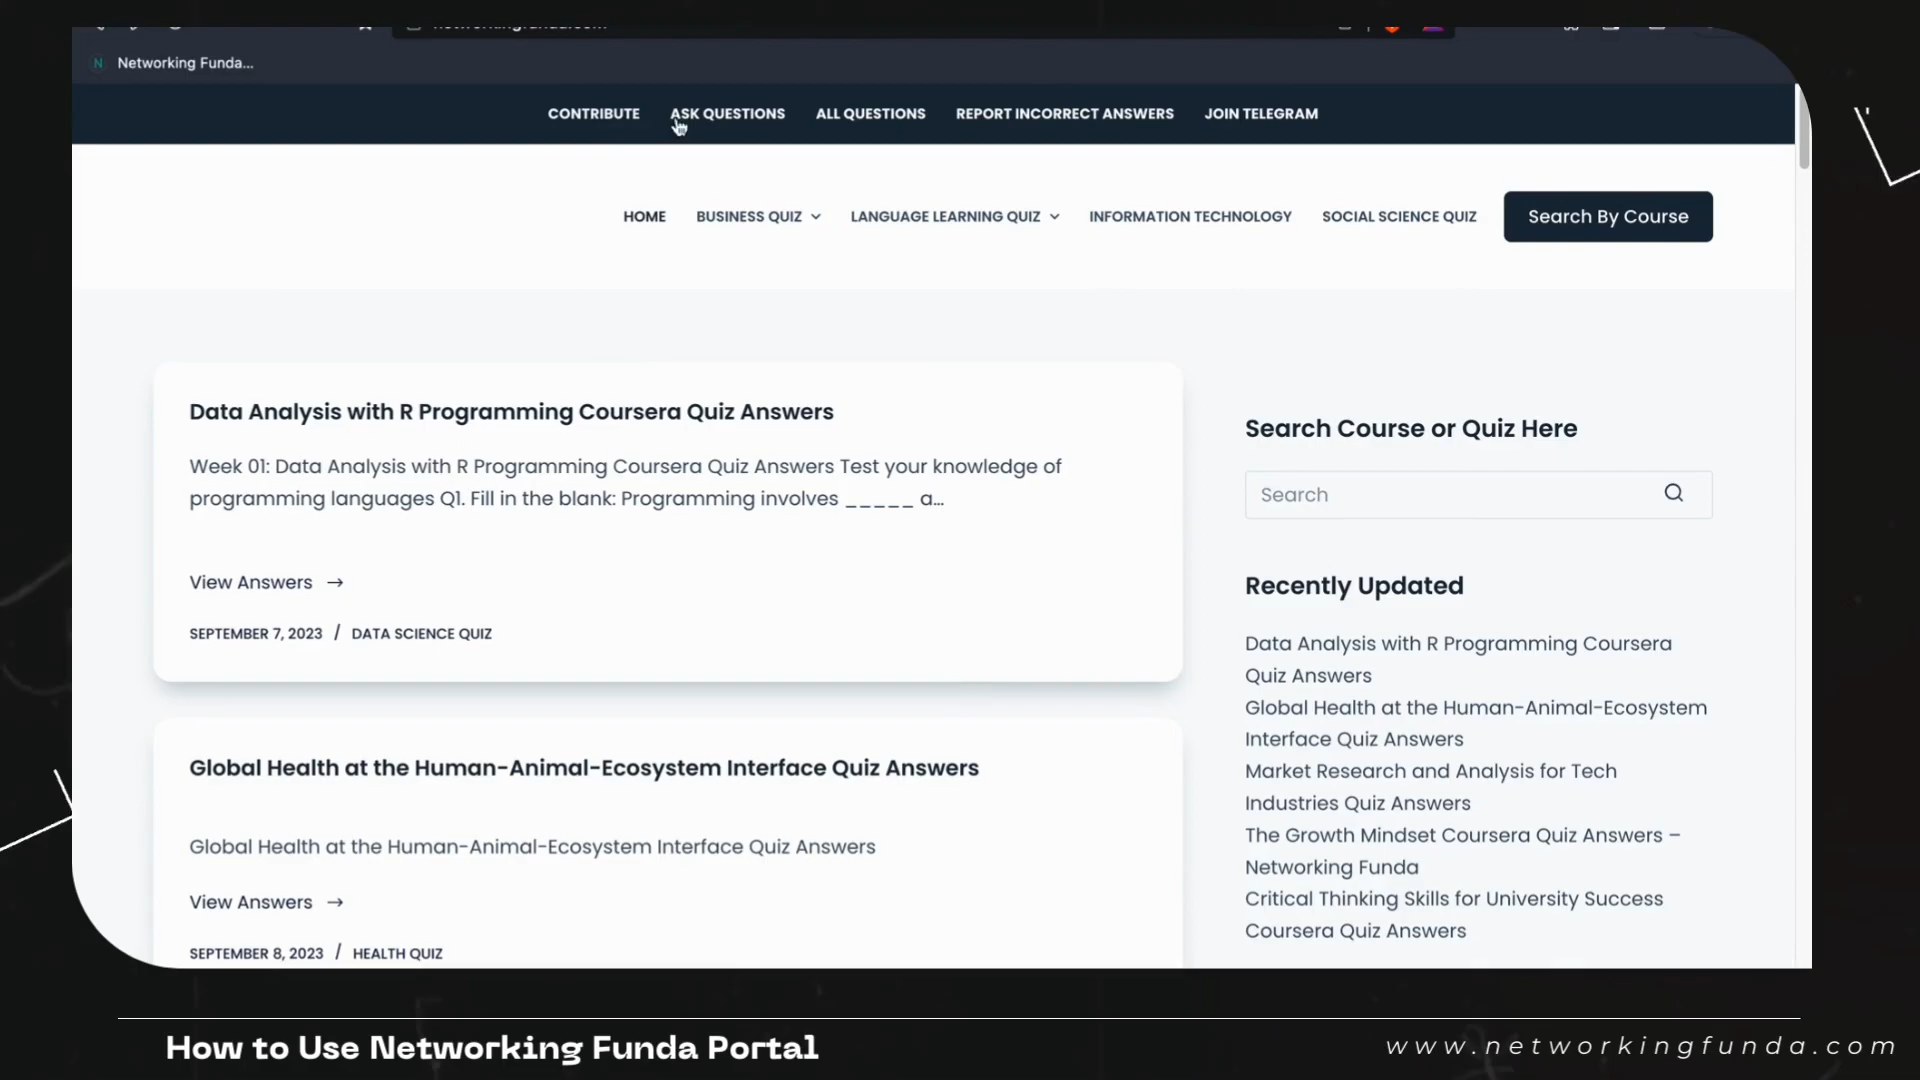 Networking Funda...
CONTRIBUTE ASK QUESTIONS ALL QUESTIONS REPORT INCORRECT ANSWERS JOIN TELEGRAM
HOME BUSINESS QUIZ LANGUAGE LEARNING QUIZ INFORMATION TECHNOLOGY SOCIAL SCIENCE QUIZ Search By Course
Data Analysis with R Programming Coursera Quiz Answers
Week 01: Data Analysis with R Programming Coursera Quiz Answers Test your knowledge of
programming languages Q1. Fill in the blank: Programming involves _____ a...
View Answers →
SEPTEMBER 7, 2023 / DATA SCIENCE QUIZ
Global Health at the Human-Animal-Ecosystem Interface Quiz Answers
Global Health at the Human-Animal-Ecosystem Interface Quiz Answers
View Answers →
SEPTEMBER 8, 2023 / HEALTH QUIZ
Search Course or Quiz Here
Search
Recently Updated
Data Analysis with R Programming Coursera
Quiz Answers
Global Health at the Human-Animal-Ecosystem
Interface Quiz Answers
Market Research and Analysis for Tech
Industries Quiz Answers
The Growth Mindset Coursera Quiz Answers –
Networking Funda
Critical Thinking Skills for University Success
Coursera Quiz Answers
How to Use Networking Funda Portal
www.networkingfunda.com